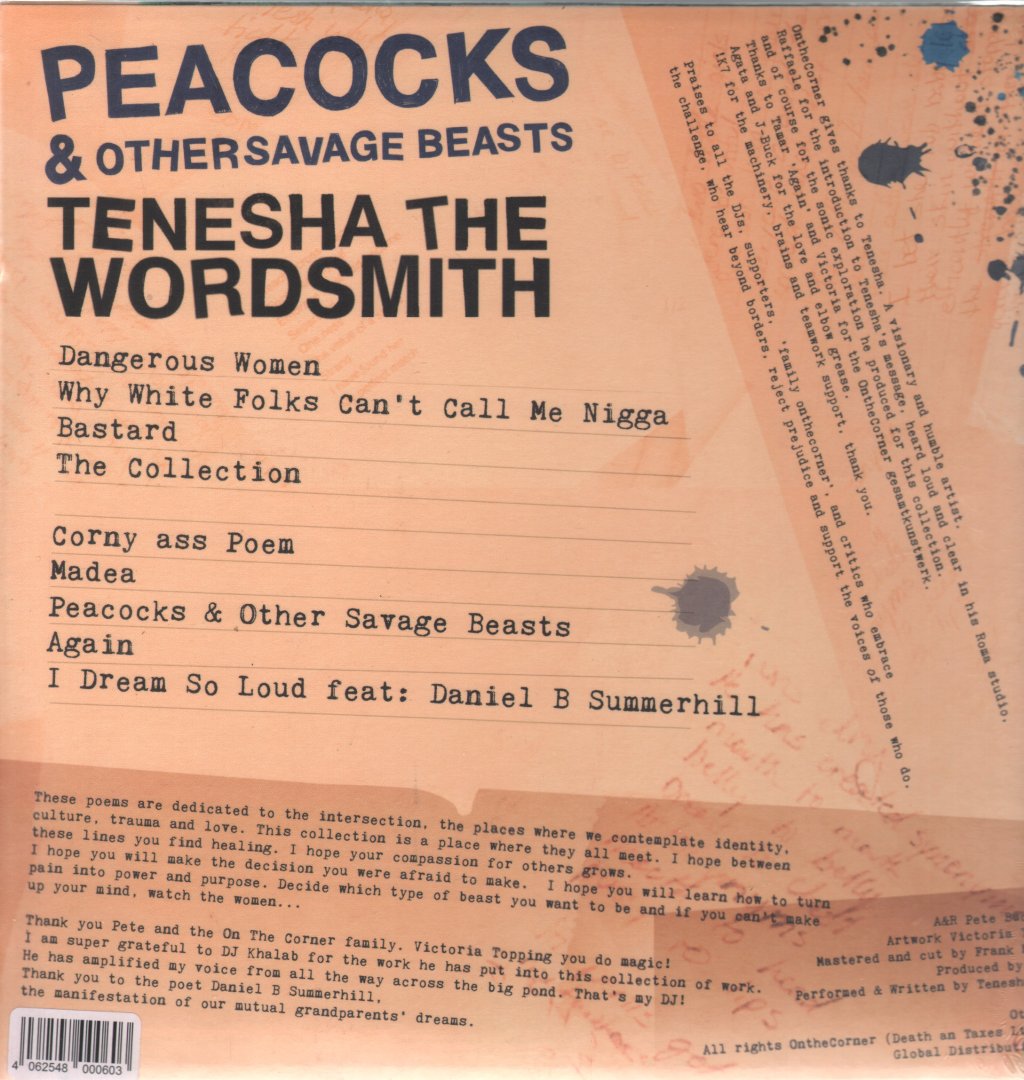 PEACOCKS
& OTHER SAVAGE BEASTS
TENESHA THE
WORDSMITH
Dangerous Women
Why White Folks Can't Call Me Nigga
Bastard
The Collection
Corny ass Poem
Madea
Peacocks & Other Savage Beasts
Again
I Dream So Loud feat: Daniel B Summerhill
OntheCorner gives thanks to Tenesha. A visionary and humble artist.
Raffaele for the introduction to Tenesha's message, heard loud and clear in his Roma studio,
and of course for the sonic exploration he produced for this collection.
Thanks to Tamar 'Again' and Victoria for the OntheCorner gesamtkunstwerk.
Agata and J-Buck for the love and elbow grease.
!K7 for the machinery, brains and teamwork support, thank you.
Praises to all the DJs, supporters, 'family onthecorner', and critics who embrace
the challenge, who hear beyond borders, reject prejudice and support the voices of those who do.
These poems are dedicated to the intersection, the places where we contemplate identity,
culture, trauma and love. This collection is a place where they all meet. I hope between
these lines you find healing. I hope your compassion for others grows.
I hope you will make the decision you were afraid to make. I hope you will learn how to turn
pain into power and purpose. Decide which type of beast you want to be and if you can't make
up your mind, watch the women...
Thank you Pete and the On The Corner family. Victoria Topping you do magic!
I am super grateful to DJ Khalab for the work he has put into this collection of work.
He has amplified my voice from all the way across the big pond. That's my DJ!
Thank you to the poet Daniel B Summerhill,
the manifestation of our mutual grandparents' dreams.
A&R Pete
Artwork Victoria
Mastered and cut by Frank
Produced by
Performed & Written by
All rights OntheCorner (Death an Taxes
Global
4 062548 000603